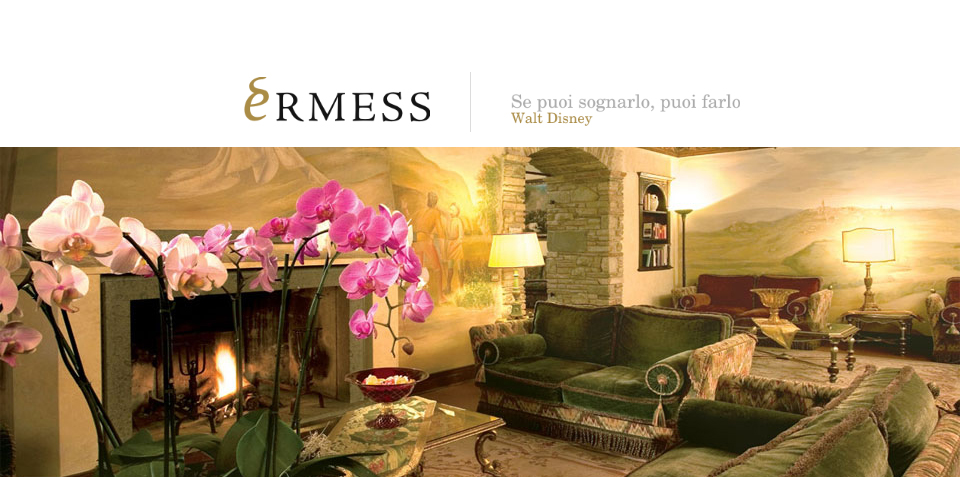 ERMESS
Se puoi sognarlo, puoi farlo
Walt Disney